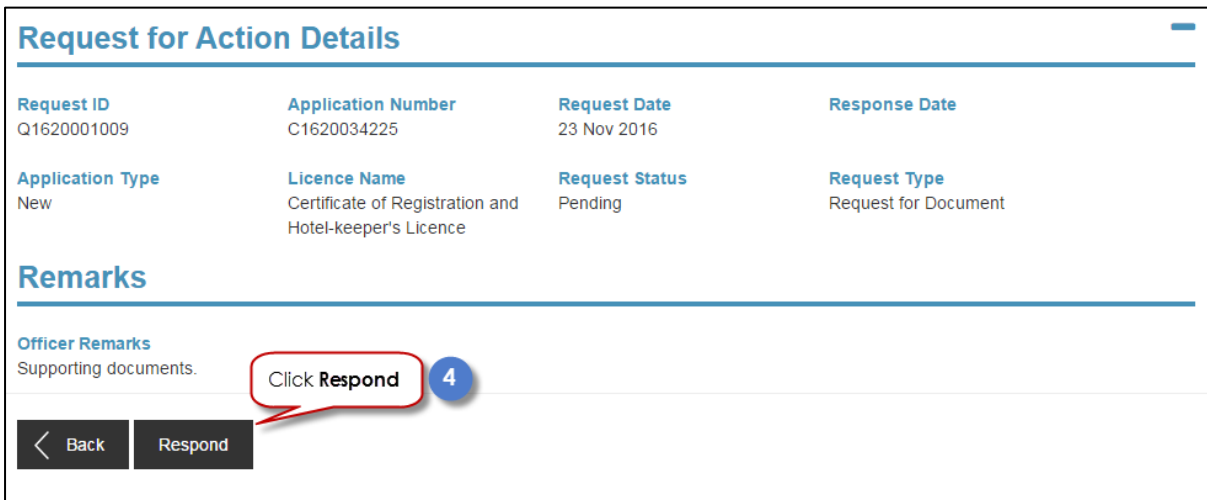 Request for Action Details
Request ID Application Number Request Date Response Date
Q1620001009 C1620034225 23 Nov 2016
Application Type Licence Name Request Status Request Type
New Certificate of Registration and Pending Request for Document
Hotel-keeper's Licence
Remarks
Officer Remarks
Supporting documents.
Click Respond 4
Back Respond